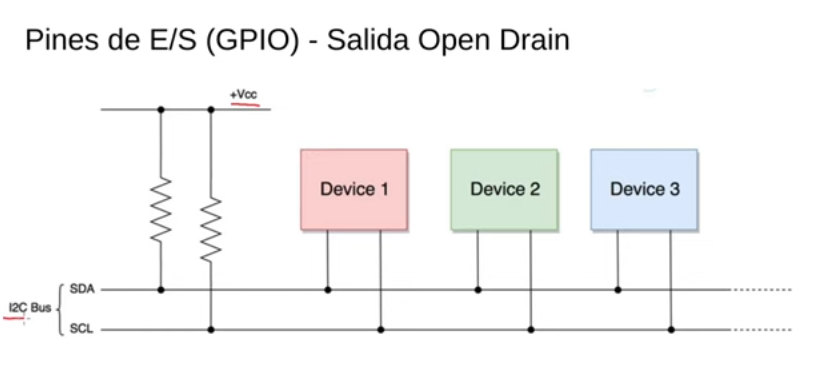 Pines de E/S (GPIO) - Salida Open Drain
+Vcc
Device 1
Device 2
Device 3
SDA
I2C Bus
SCL